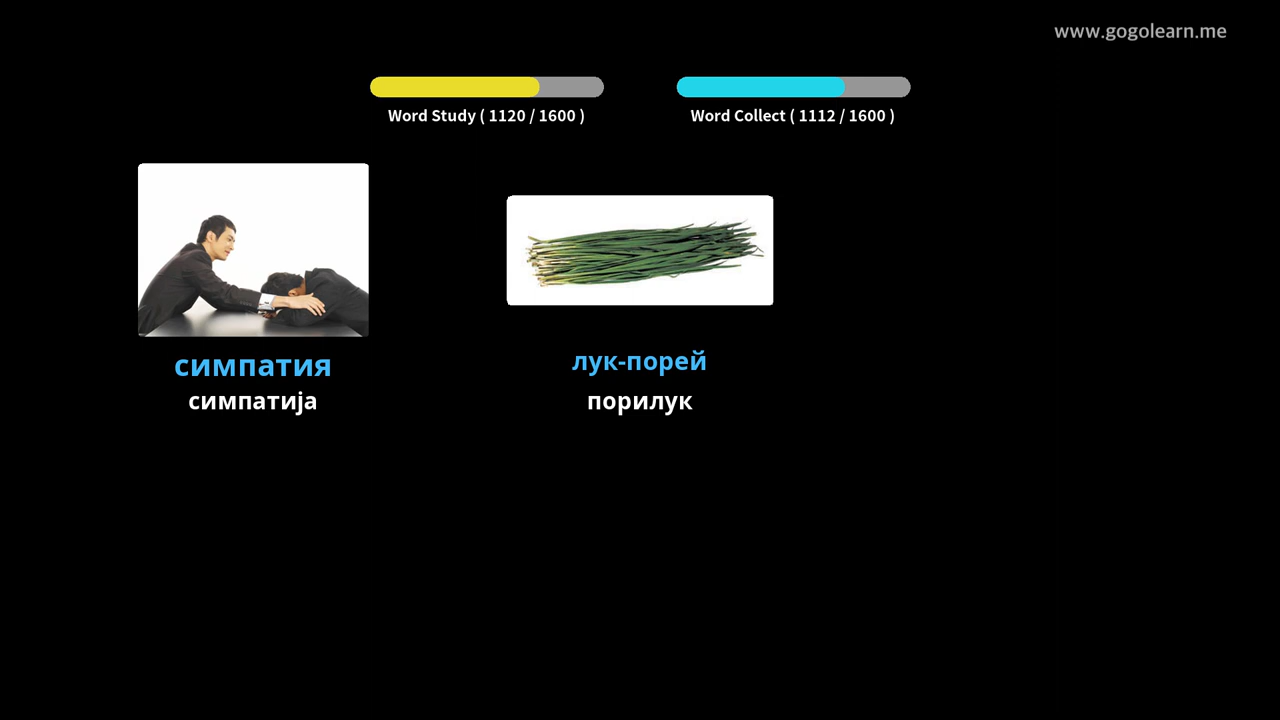 www.gogolearn.me
Word Study ( 1120 / 1600 )
Word Collect ( 1112 / 1600 )
симпатия
симпатија
лук-порей
порилук